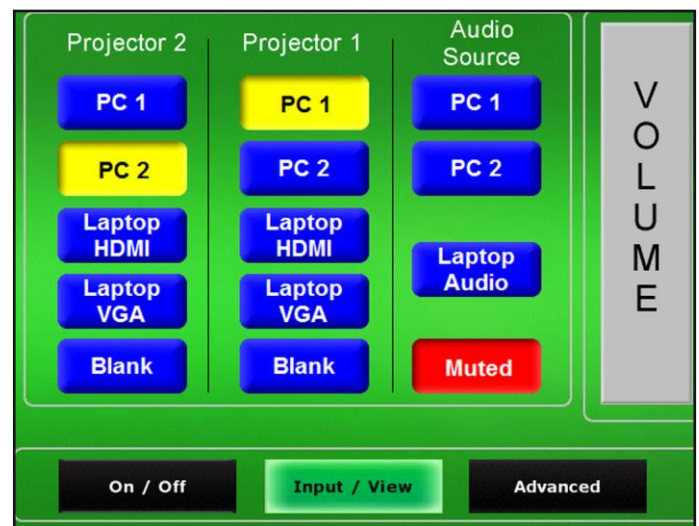 Projector 2
PC 1
PC 2
Laptop
HDMI
Laptop
VGA
Blank
Projector 1
PC 1
PC 2
Laptop
HDMI
Laptop
VGA
Blank
Audio
Source
PC 1
PC 2
Laptop
Audio
Muted
VOLUME
On / Off
Input / View
Advanced